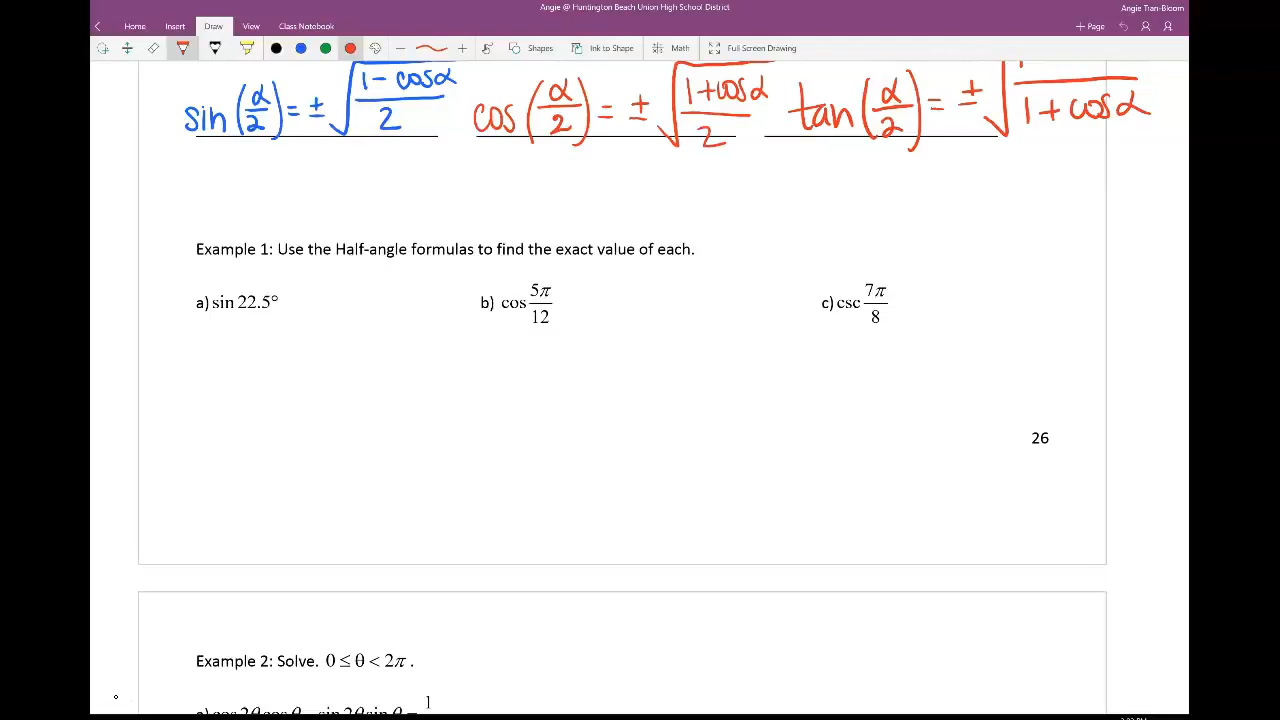 Angie @ Huntington Beach Union High School District
Angie Tran-Bloom
Home Insert Draw View Class Notebook
+ Page
Shapes Ink to Shape Math Full Screen Drawing
sin (α/2) = ± √((1 - cosα)/2) cos (α/2) = ± √((1 + cosα)/2) tan (α/2) = ± √( /(1 + cosα))
Example 1: Use the Half-angle formulas to find the exact value of each.
a) sin 22.5° b) cos 5π/12 c) csc 7π/8
26
Example 2: Solve. 0 ≤ θ < 2π .